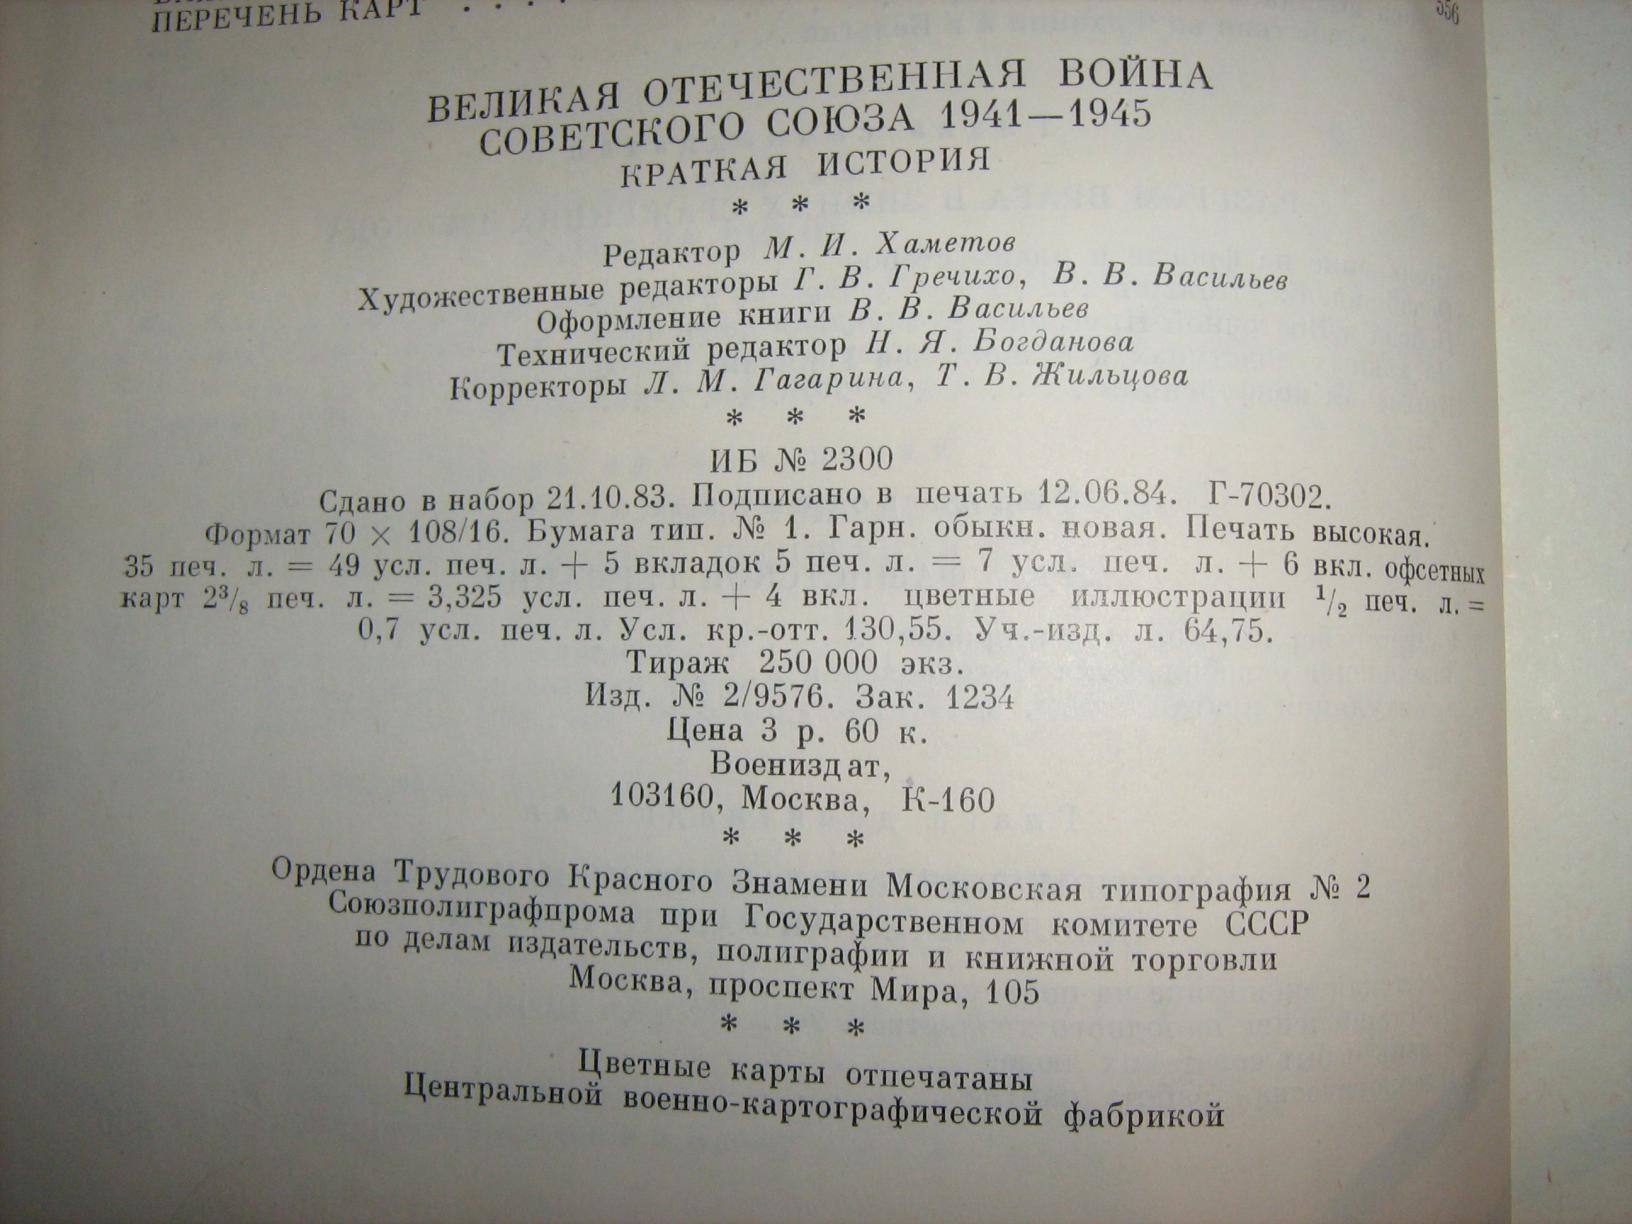 ПЕРЕЧЕНЬ КАРТ . . . .
556
ВЕЛИКАЯ ОТЕЧЕСТВЕННАЯ ВОЙНА
СОВЕТСКОГО СОЮЗА 1941—1945
КРАТКАЯ ИСТОРИЯ
* * *
Редактор М. И. Хаметов
Художественные редакторы Г. В. Гречихо, В. В. Васильев
Оформление книги В. В. Васильев
Технический редактор Н. Я. Богданова
Корректоры Л. М. Гагарина, Т. В. Жильцова
* * *
ИБ № 2300
Сдано в набор 21.10.83. Подписано в печать 12.06.84. Г-70302.
Формат 70 × 108/16. Бумага тип. № 1. Гарн. обыкн. новая. Печать высокая.
35 печ. л. = 49 усл. печ. л. + 5 вкладок 5 печ. л. = 7 усл. печ. л. + 6 вкл. офсетных
карт 2³/₈ печ. л. = 3,325 усл. печ. л. + 4 вкл. цветные иллюстрации ¹/₂ печ. л. =
0,7 усл. печ. л. Усл. кр.-отт. 130,55. Уч.-изд. л. 64,75.
Тираж 250 000 экз.
Изд. № 2/9576. Зак. 1234
Цена 3 р. 60 к.
Воениздат,
103160, Москва, К-160
* * *
Ордена Трудового Красного Знамени Московская типография № 2
Союзполиграфпрома при Государственном комитете СССР
по делам издательств, полиграфии и книжной торговли
Москва, проспект Мира, 105
* * *
Цветные карты отпечатаны
Центральной военно-картографической фабрикой